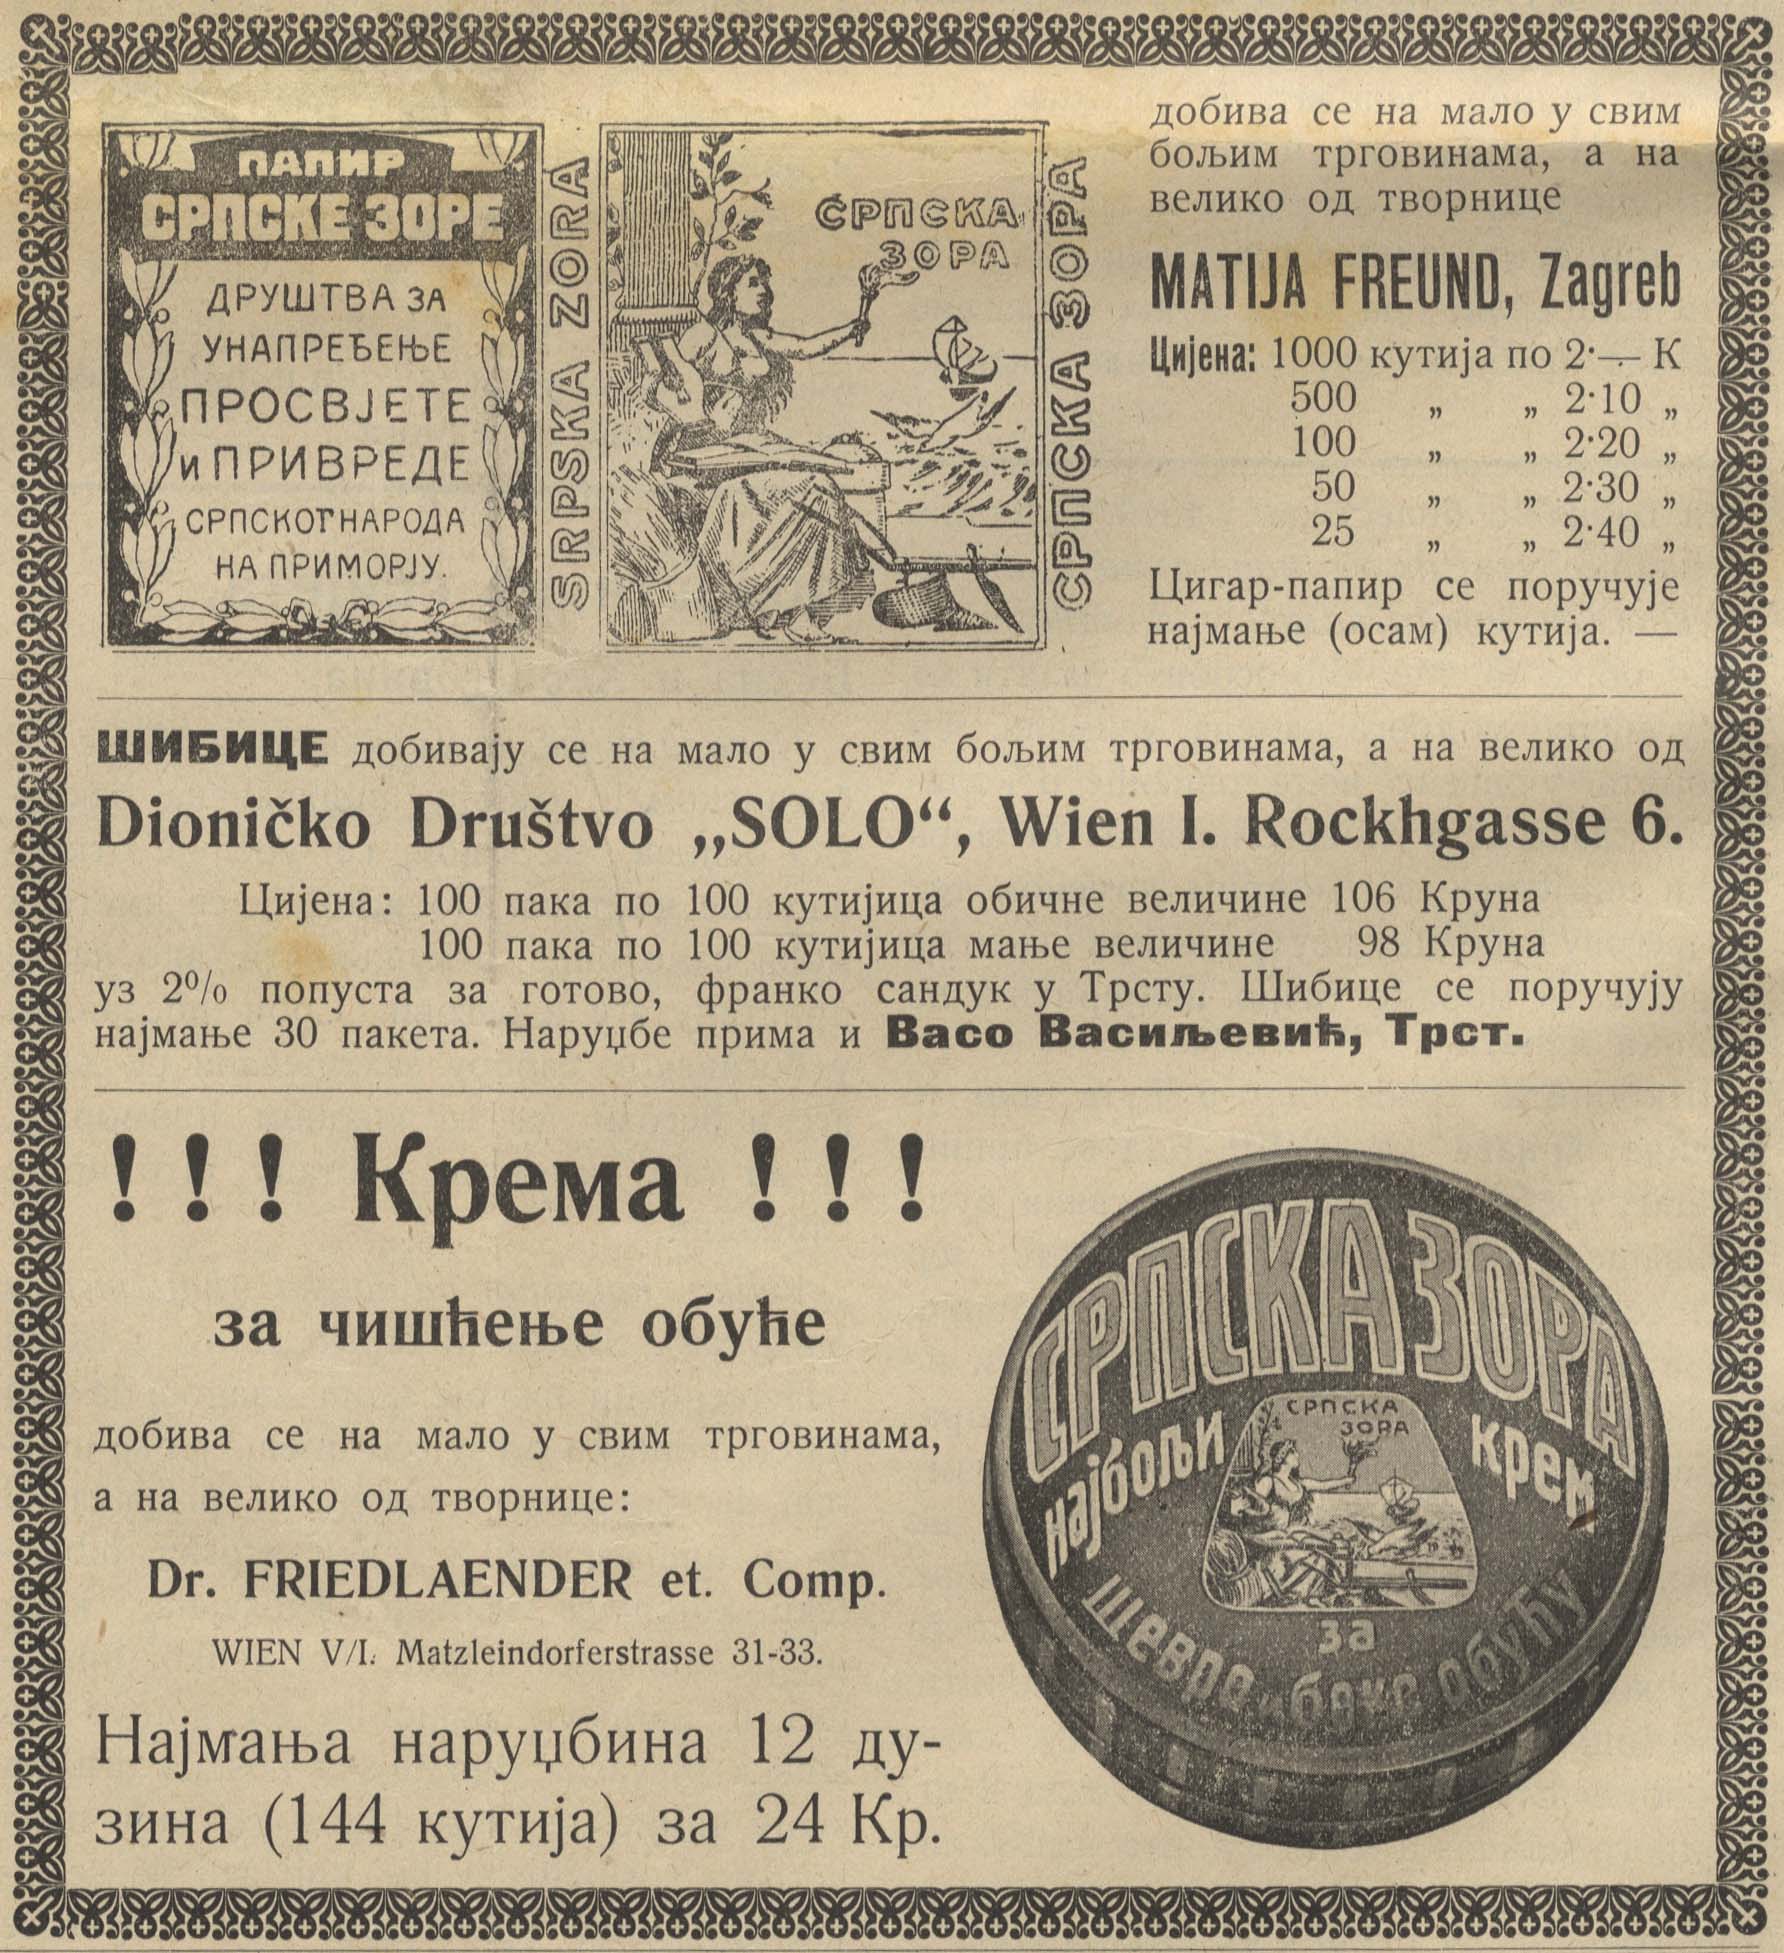 ПАПИР
СРПСКЕ ЗОРЕ
ДРУШТВА ЗА
УНАПРЕЂЕЊЕ
ПРОСВЈЕТЕ
и ПРИВРЕДЕ
СРПСКОГ НАРОДА
НА ПРИМОРЈУ.
SRPSKA ZORA
СРПСКА
ЗОРА
СРПСКА ЗОРА
добива се на мало у свим
бољим трговинама, а на
велико од творнице
MATIJA FREUND, Zagreb
Цијена: 1000 кутија по 2·— К
500 „ „ 2·10 „
100 „ „ 2·20 „
50 „ „ 2·30 „
25 „ „ 2·40 „
Цигар-папир се поручује
најмање (осам) кутија. —
ШИБИЦЕ добивају се на мало у свим бољим трговинама, а на велико од
Dioničko Društvo „SOLO“, Wien I. Rockhgasse 6.
Цијена: 100 пака по 100 кутијица обичне величине 106 Круна
100 пака по 100 кутијица мање величине 98 Круна
уз 2% попуста за готово, франко сандук у Трсту. Шибице се поручују
најмање 30 пакета. Наруџбе прима и Васо Васиљевић, Трст.
! ! ! Крема ! ! !
за чишћење обуће
добива се на мало у свим трговинама,
а на велико од творнице:
Dr. FRIEDLAENDER et. Comp.
WIEN V/I. Matzleindorferstrasse 31-33.
Најмања наруџбина 12 ду-
зина (144 кутија) за 24 Кр.
СРПСКА ЗОРА
најбољи крем
СРПСКА
ЗОРА
за
шевро и бокс обућу